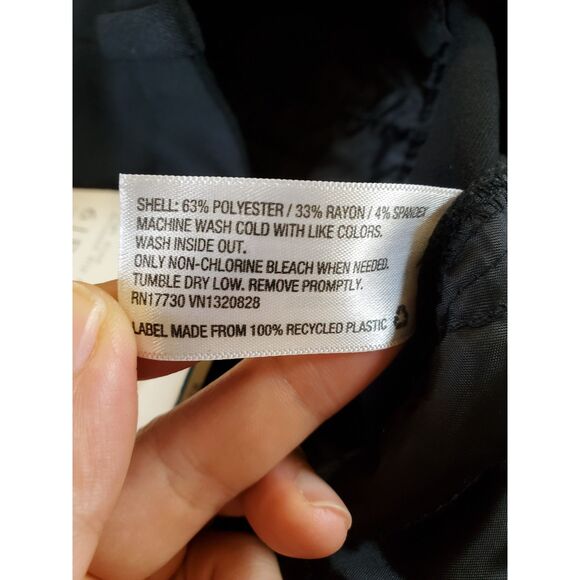 SHELL: 63% POLYESTER / 33% RAYON / 4% SPANDEX
MACHINE WASH COLD WITH LIKE COLORS.
WASH INSIDE OUT.
ONLY NON-CHLORINE BLEACH WHEN NEEDED.
TUMBLE DRY LOW. REMOVE PROMPTLY.
RN17730 VN1320828
LABEL MADE FROM 100% RECYCLED PLASTIC